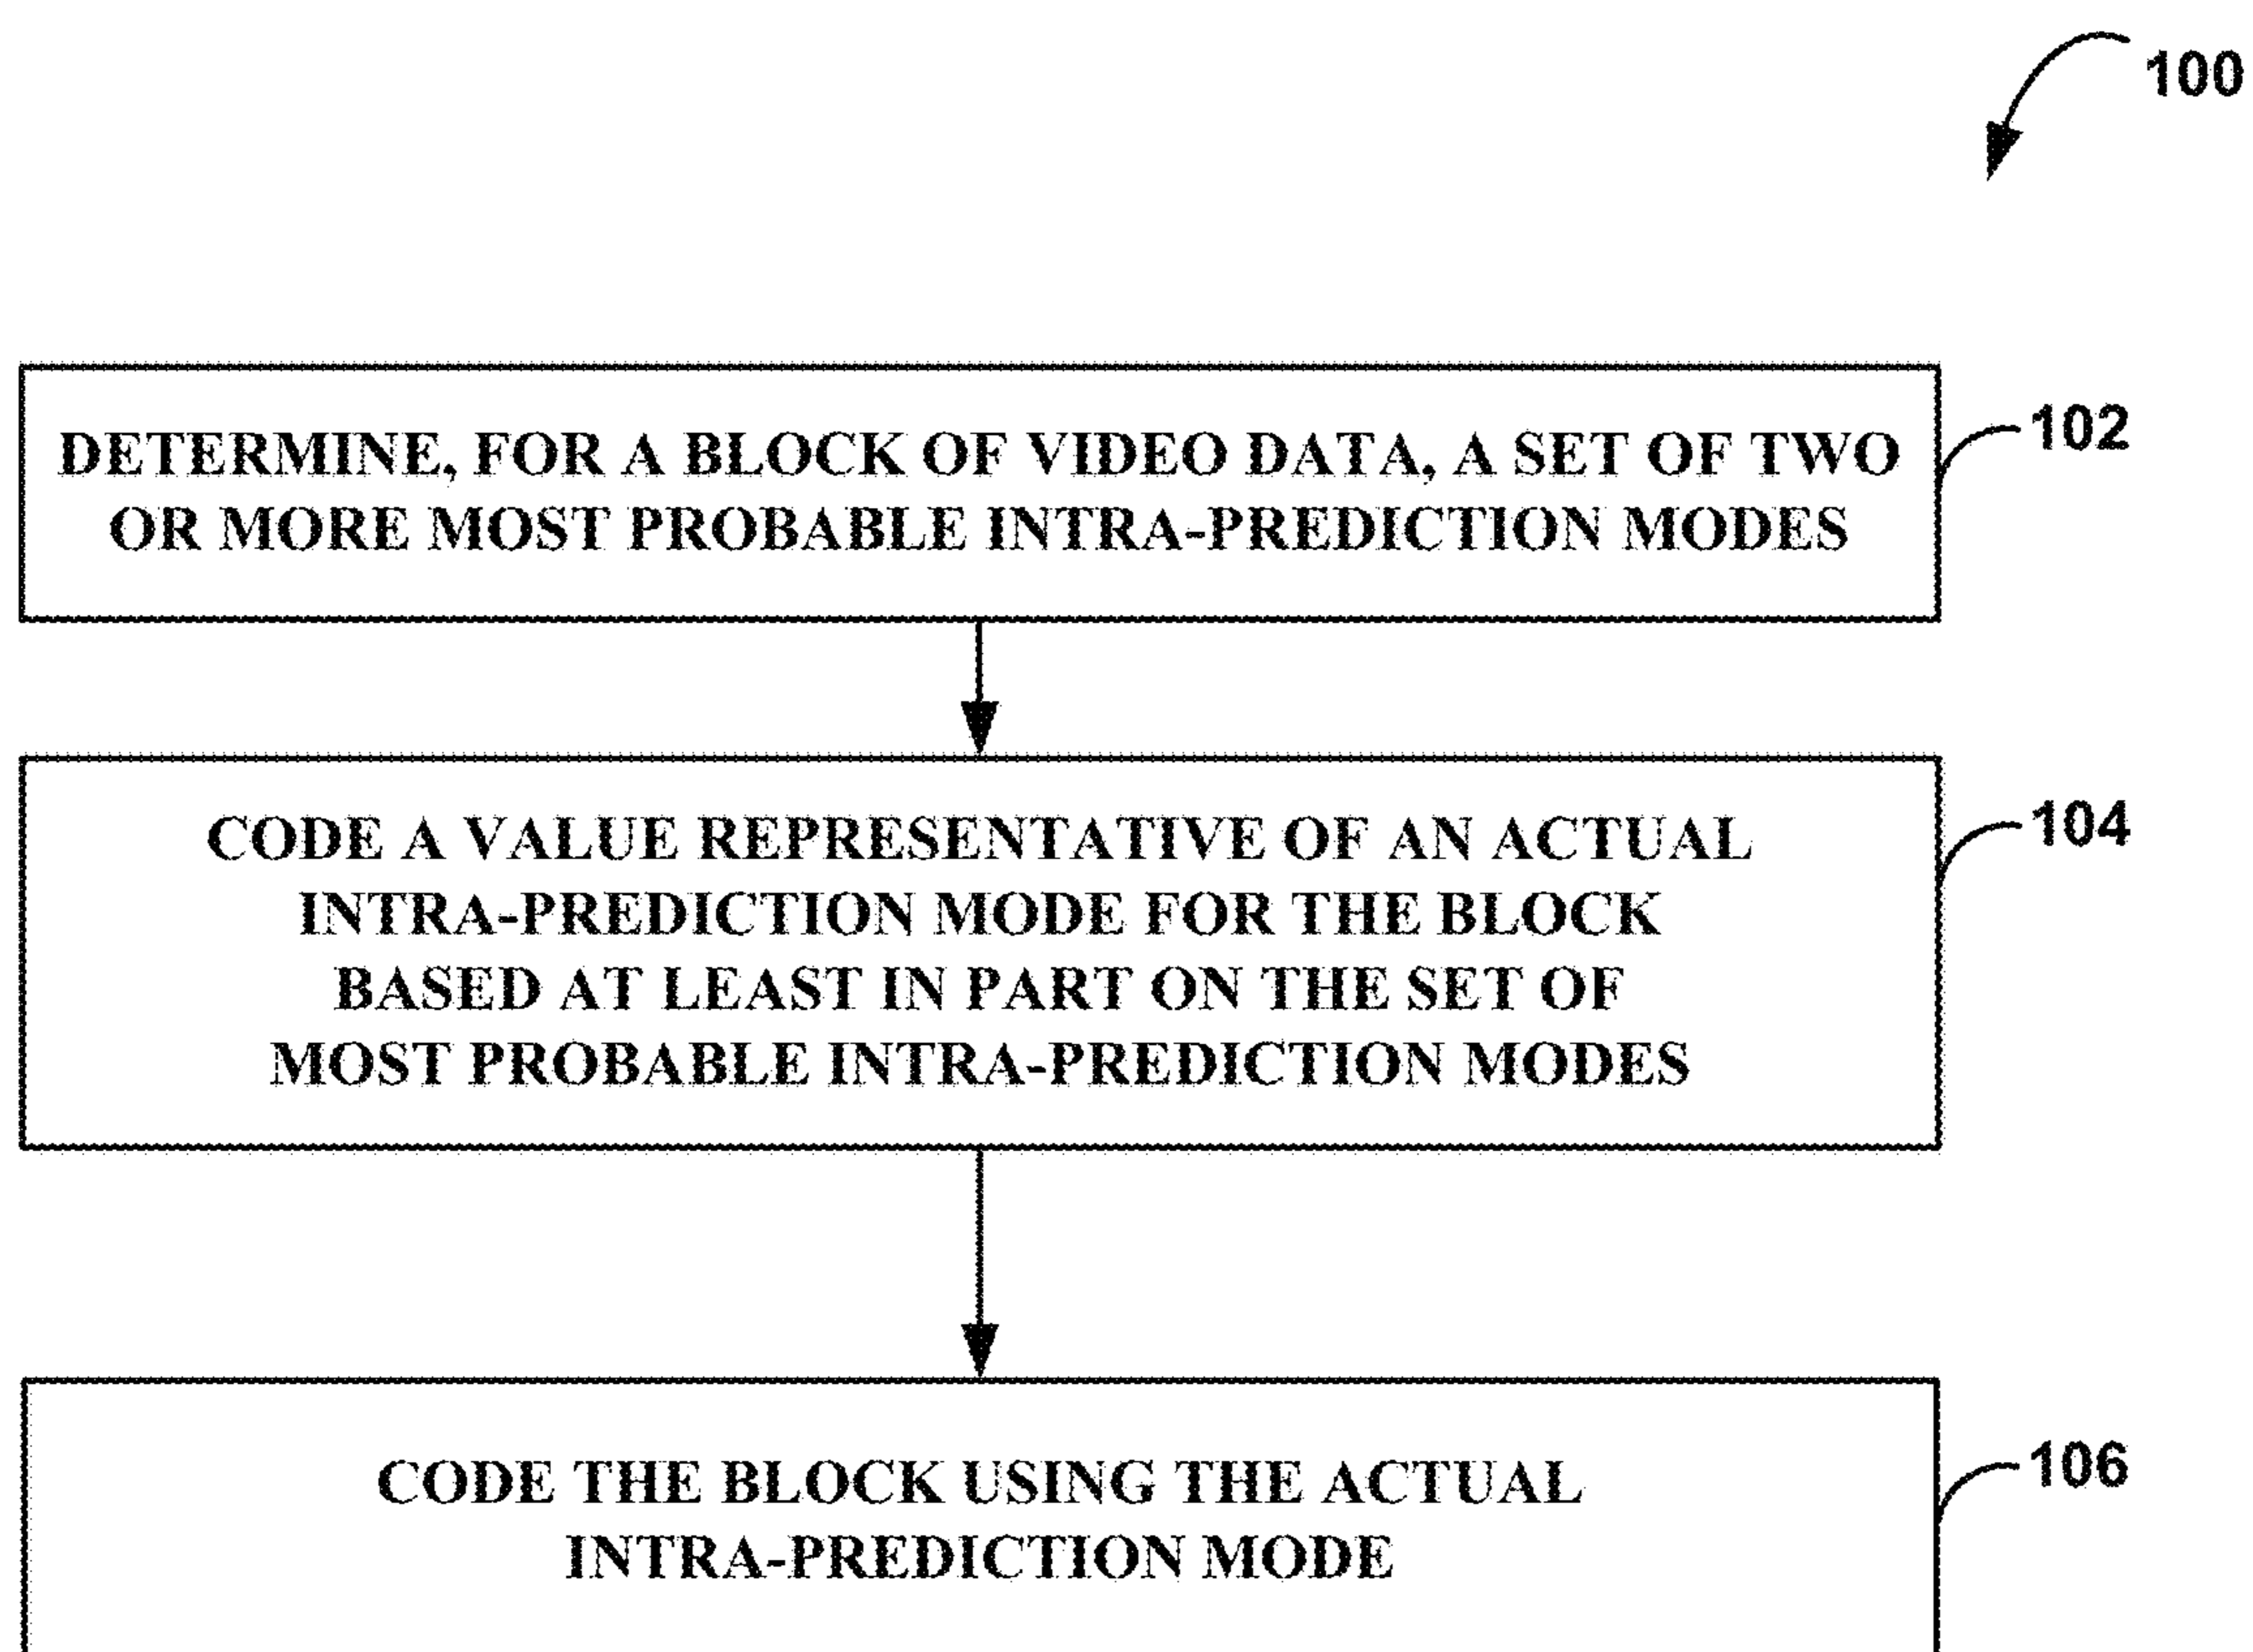 100
DETERMINE, FOR A BLOCK OF VIDEO DATA, A SET OF TWO
OR MORE MOST PROBABLE INTRA-PREDICTION MODES
102
CODE A VALUE REPRESENTATIVE OF AN ACTUAL
INTRA-PREDICTION MODE FOR THE BLOCK
BASED AT LEAST IN PART ON THE SET OF
MOST PROBABLE INTRA-PREDICTION MODES
104
CODE THE BLOCK USING THE ACTUAL
INTRA-PREDICTION MODE
106